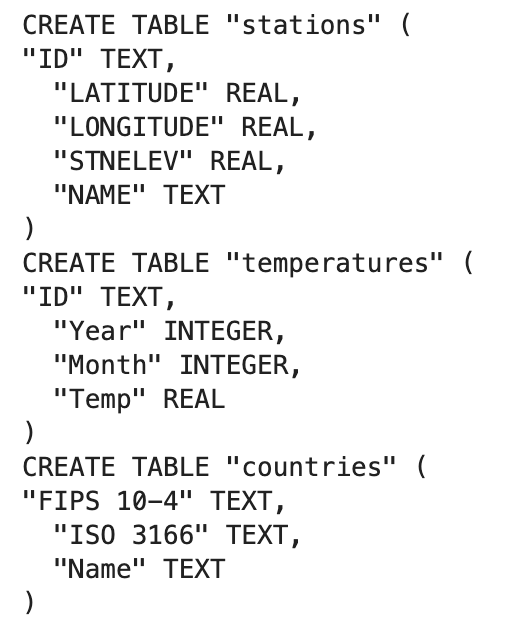 CREATE TABLE "stations" (
"ID" TEXT,
  "LATITUDE" REAL,
  "LONGITUDE" REAL,
  "STNELEV" REAL,
  "NAME" TEXT
)
CREATE TABLE "temperatures" (
"ID" TEXT,
  "Year" INTEGER,
  "Month" INTEGER,
  "Temp" REAL
)
CREATE TABLE "countries" (
"FIPS 10-4" TEXT,
  "ISO 3166" TEXT,
  "Name" TEXT
)